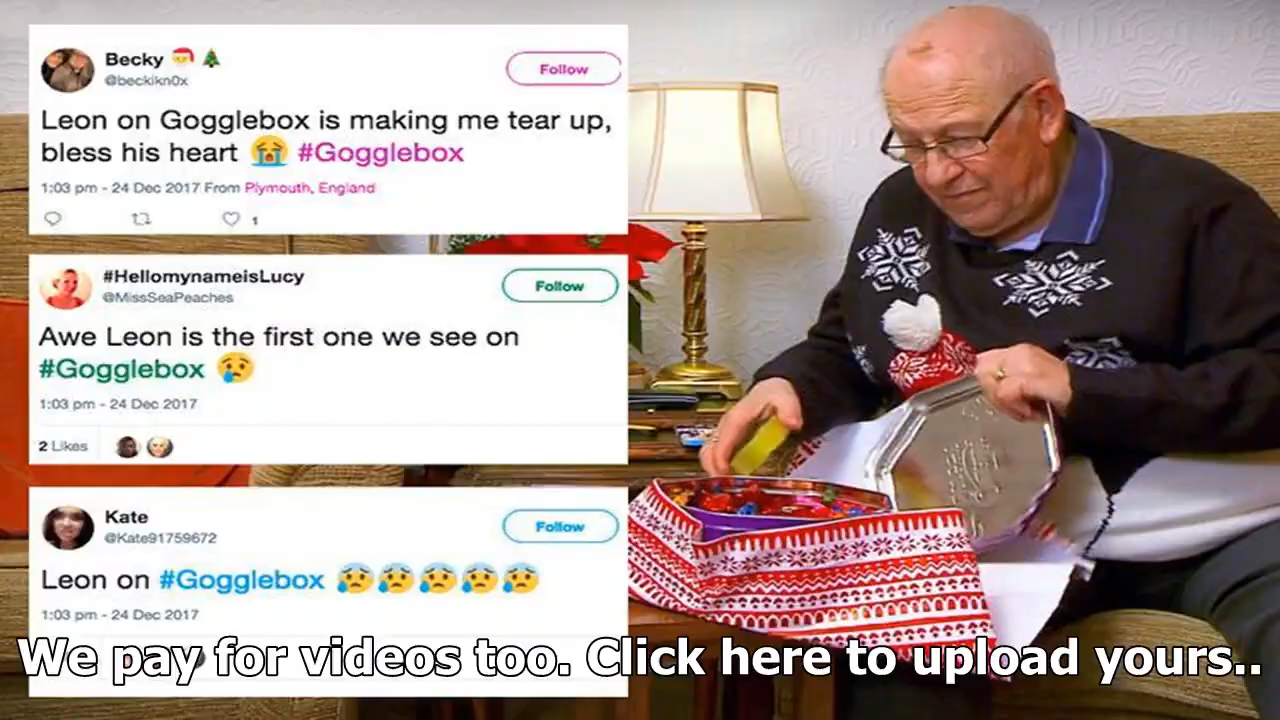 Becky 🎅 🎄
@beckikn0x
Follow
Leon on Gogglebox is making me tear up,
bless his heart 😭 #Gogglebox
1:03 pm - 24 Dec 2017 From Plymouth, England
1
#HellomynameisLucy
@MissSeaPeaches
Follow
Awe Leon is the first one we see on
#Gogglebox 😢
1:03 pm - 24 Dec 2017
2 Likes
Kate
@Kate91759672
Follow
Leon on #Gogglebox 😰😰😰😰😰
1:03 pm - 24 Dec 2017
We pay for videos too. Click here to upload yours..